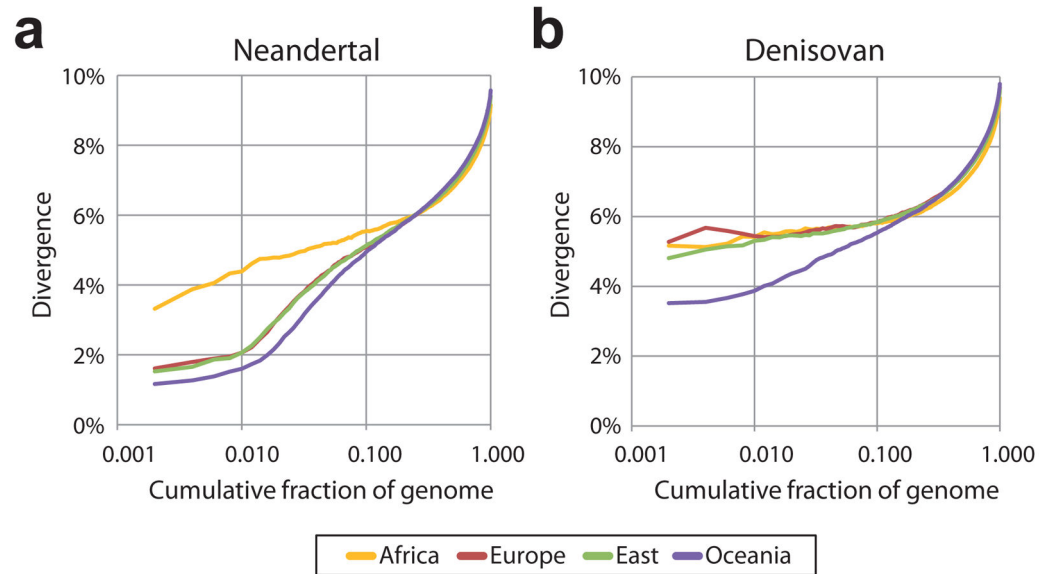 a
Neandertal
10%
8%
6%
4%
2%
0%
Divergence
0.001 0.010 0.100 1.000
Cumulative fraction of genome
b
Denisovan
10%
8%
6%
4%
2%
0%
Divergence
0.001 0.010 0.100 1.000
Cumulative fraction of genome
Africa Europe East Oceania